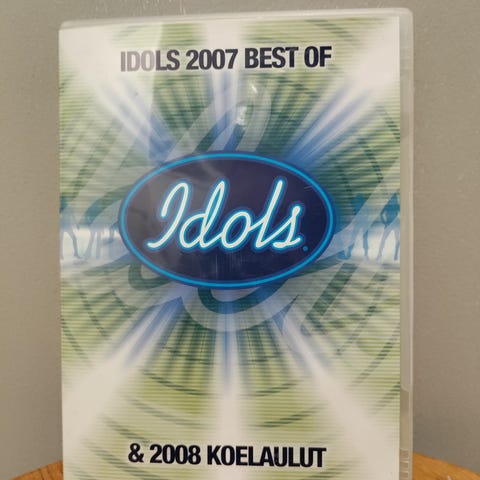 IDOLS 2007 BEST OF
Idols
& 2008 KOELAULUT